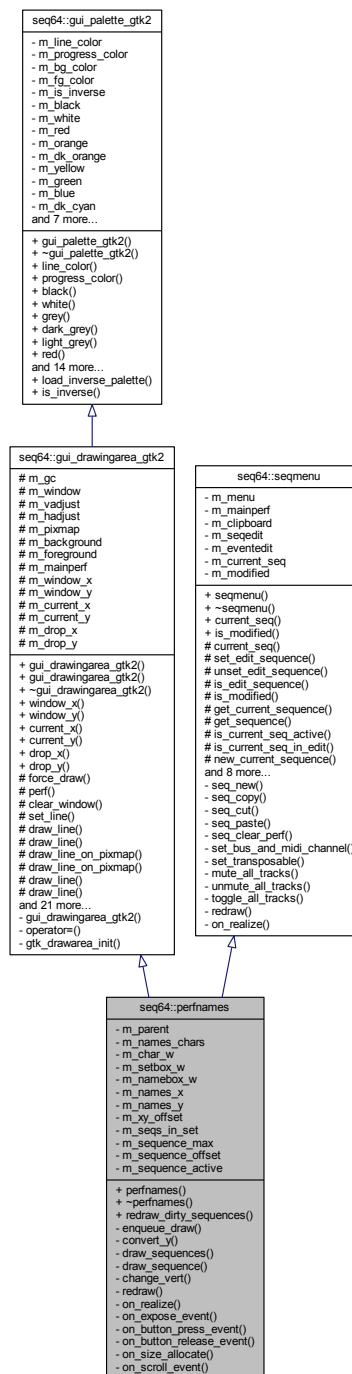 seq64::gui_palette_gtk2
- m_line_color
- m_progress_color
- m_bg_color
- m_fg_color
- m_is_inverse
- m_black
- m_white
- m_red
- m_orange
- m_dk_orange
- m_yellow
- m_green
- m_blue
- m_dk_cyan
and 7 more...
+ gui_palette_gtk2()
+ ~gui_palette_gtk2()
+ line_color()
+ progress_color()
+ black()
+ white()
+ grey()
+ dark_grey()
+ light_grey()
+ red()
and 14 more...
+ load_inverse_palette()
+ is_inverse()
seq64::gui_drawingarea_gtk2
# m_gc
# m_window
# m_vadjust
# m_hadjust
# m_pixmap
# m_background
# m_foreground
# m_mainperf
# m_window_x
# m_window_y
# m_current_x
# m_current_y
# m_drop_x
# m_drop_y
+ gui_drawingarea_gtk2()
+ gui_drawingarea_gtk2()
+ ~gui_drawingarea_gtk2()
+ window_x()
+ window_y()
+ current_x()
+ current_y()
+ drop_x()
+ drop_y()
# force_draw()
# perf()
# clear_window()
# set_line()
# draw_line()
# draw_line()
# draw_line_on_pixmap()
# draw_line_on_pixmap()
# draw_line()
# draw_line()
and 21 more...
- gui_drawingarea_gtk2()
- operator=()
- gtk_drawarea_init()
seq64::seqmenu
- m_menu
- m_mainperf
- m_clipboard
- m_seqedit
- m_eventedit
- m_current_seq
- m_modified
+ seqmenu()
+ ~seqmenu()
+ current_seq()
+ is_modified()
# current_seq()
# set_edit_sequence()
# unset_edit_sequence()
# is_edit_sequence()
# is_modified()
# get_current_sequence()
# get_sequence()
# is_current_seq_active()
# is_current_seq_in_edit()
# new_current_sequence()
and 8 more...
- seq_new()
- seq_copy()
- seq_cut()
- seq_paste()
- seq_clear_perf()
- set_bus_and_midi_channel()
- set_transposable()
- mute_all_tracks()
- unmute_all_tracks()
- toggle_all_tracks()
- redraw()
- on_realize()
seq64::perfnames
- m_parent
- m_names_chars
- m_char_w
- m_setbox_w
- m_namebox_w
- m_names_x
- m_names_y
- m_xy_offset
- m_seqs_in_set
- m_sequence_max
- m_sequence_offset
- m_sequence_active
+ perfnames()
+ ~perfnames()
+ redraw_dirty_sequences()
- enqueue_draw()
- convert_y()
- draw_sequences()
- draw_sequence()
- change_vert()
- redraw()
- on_realize()
- on_expose_event()
- on_button_press_event()
- on_button_release_event()
- on_size_allocate()
- on_scroll_event()